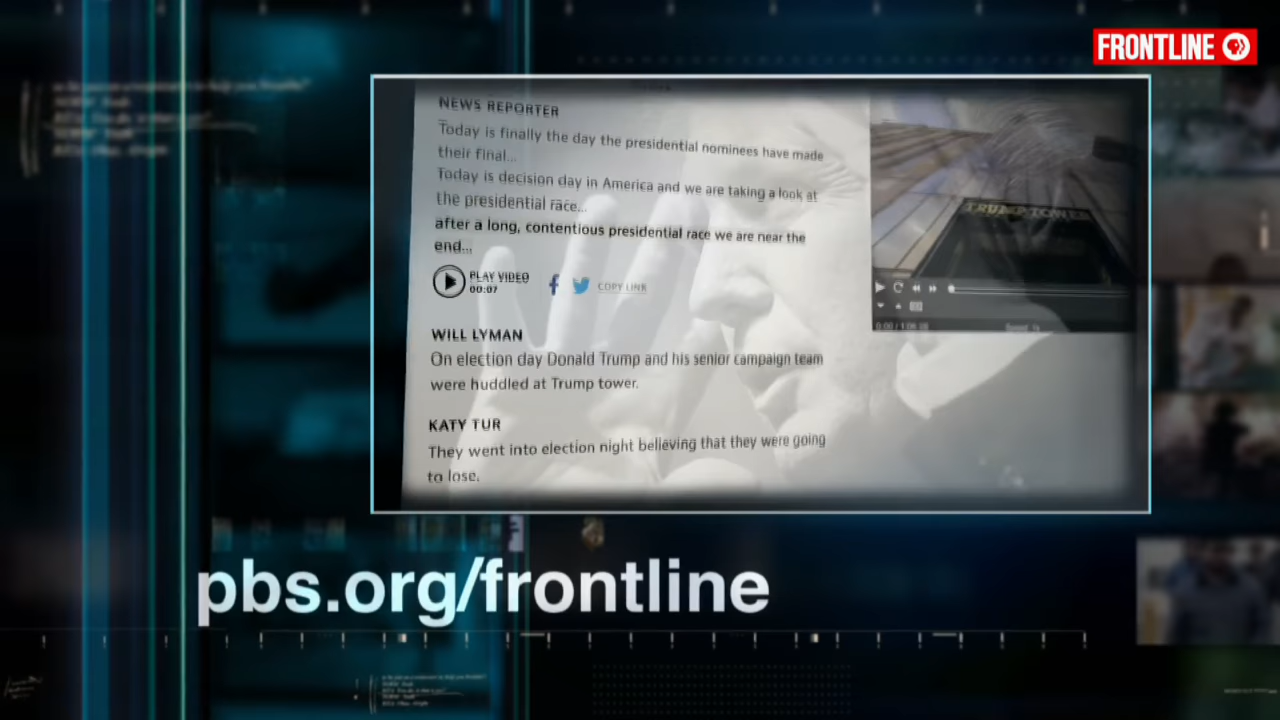 FRONTLINE
NEWS REPORTER
Today is finally the day the presidential nominees have made
their final...
Today is decision day in America and we are taking a look at
the presidential race...
after a long, contentious presidential race we are near the
end...
PLAY VIDEO
00:07
COPY LINK
WILL LYMAN
On election day Donald Trump and his senior campaign team
were huddled at Trump tower.
KATY TUR
They went into election night believing that they were going
to lose.
TRUMP TOWER
pbs.org/frontline